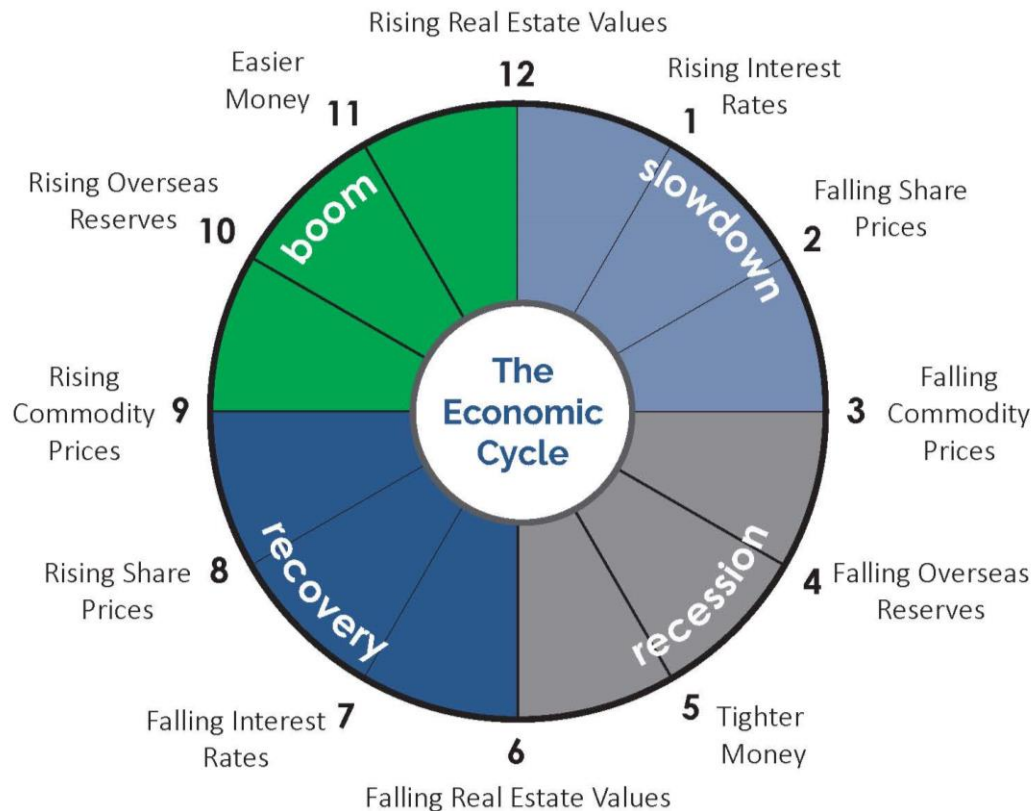 Rising Real Estate Values
12
Rising Interest
Rates
1
Falling Share
Prices
2
Falling
Commodity
Prices
3
Falling Overseas
Reserves
4
Tighter
Money
5
6
Falling Real Estate Values
Falling Interest
Rates
7
Rising Share
Prices
8
Rising
Commodity
Prices
9
Rising Overseas
Reserves
10
Easier
Money
11
boom
slowdown
recession
recovery
The
Economic
Cycle